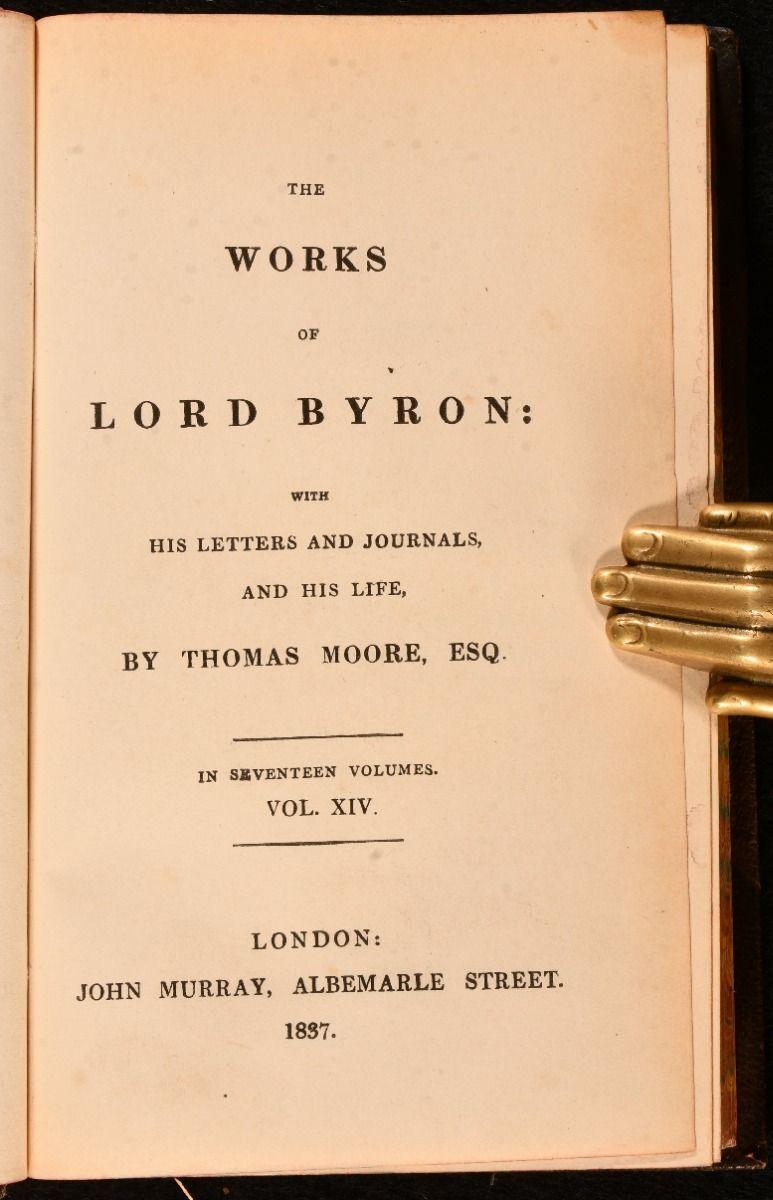 THE
WORKS
OF
LORD BYRON:
WITH
HIS LETTERS AND JOURNALS,
AND HIS LIFE,
BY THOMAS MOORE, ESQ.
IN SEVENTEEN VOLUMES.
VOL. XIV.
LONDON:
JOHN MURRAY, ALBEMARLE STREET.
1837.